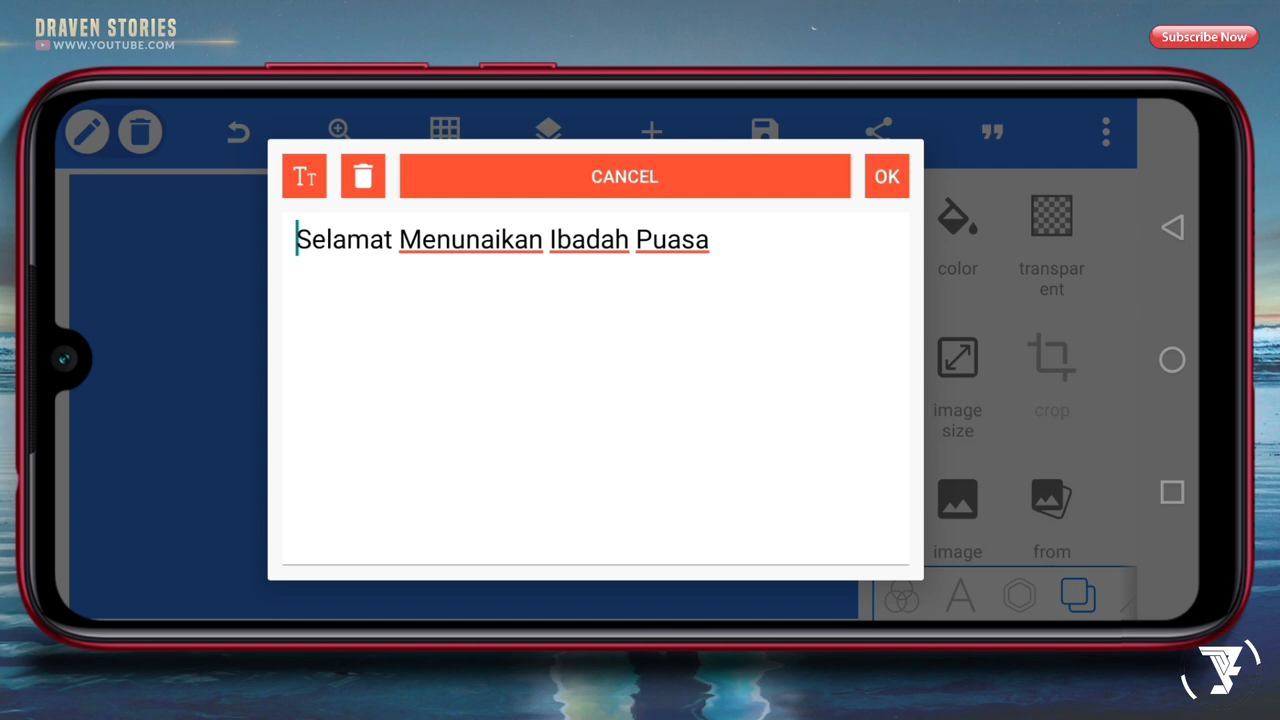 DRAVEN STORIES
WWW.YOUTUBE.COM
Subscribe Now
Tt
CANCEL
OK
Selamat Menunaikan Ibadah Puasa
color
transpar
ent
image
size
crop
image
from